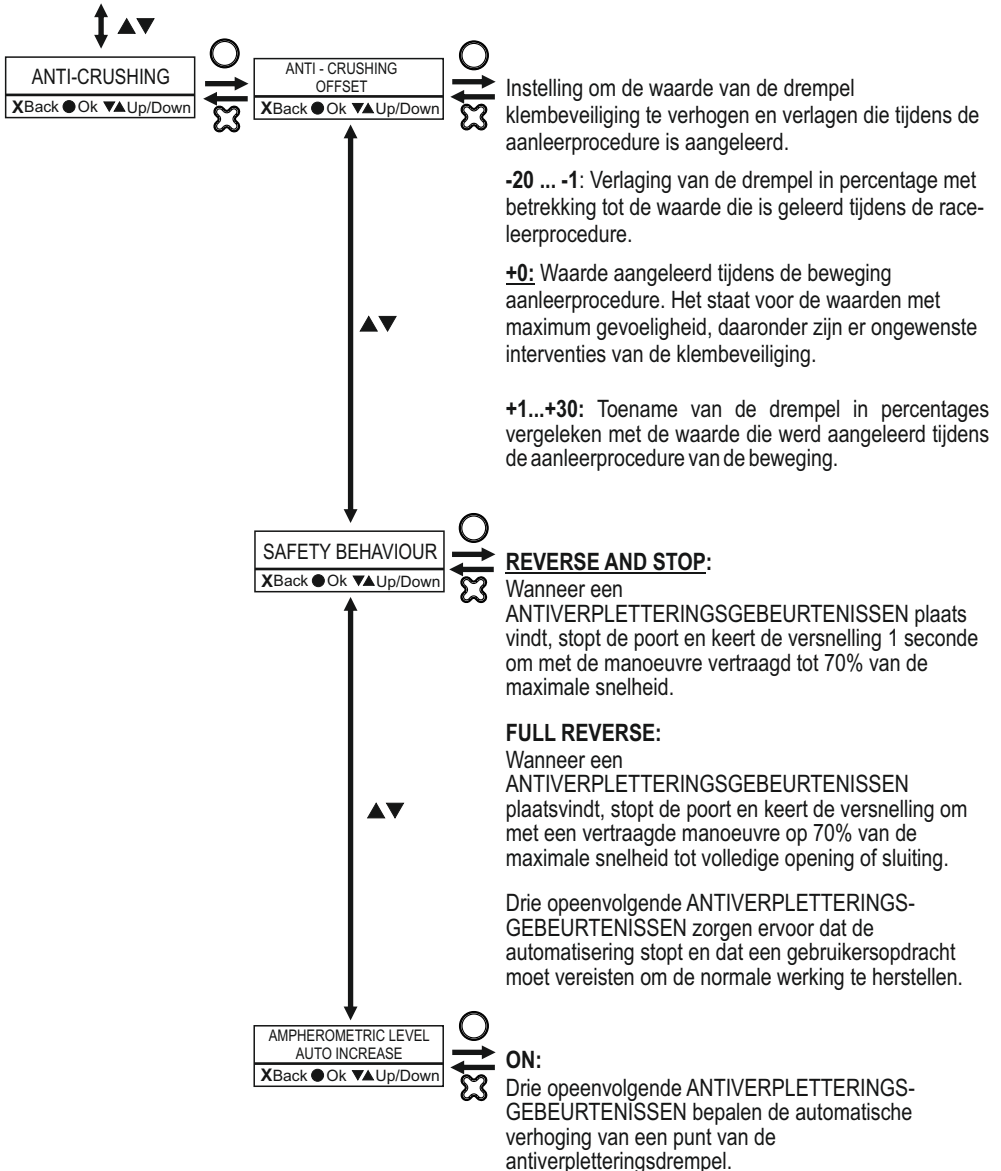 ▲▼
ANTI-CRUSHING
XBack ● Ok ▼▲Up/Down
ANTI - CRUSHING
OFFSET
XBack ● Ok ▼▲Up/Down
Instelling om de waarde van de drempel
klembeveiliging te verhogen en verlagen die tijdens de
aanleerprocedure is aangeleerd.
-20 ... -1: Verlaging van de drempel in percentage met
betrekking tot de waarde die is geleerd tijdens de race-
leerprocedure.
+0: Waarde aangeleerd tijdens de beweging
aanleerprocedure. Het staat voor de waarden met
maximum gevoeligheid, daaronder zijn er ongewenste
interventies van de klembeveiliging.
▲▼
+1...+30: Toename van de drempel in percentages
vergeleken met de waarde die werd aangeleerd tijdens
de aanleerprocedure van de beweging.
SAFETY BEHAVIOUR
XBack ● Ok ▼▲Up/Down
REVERSE AND STOP:
Wanneer een
ANTIVERPLETTERINGSGEBEURTENISSEN plaats
vindt, stopt de poort en keert de versnelling 1 seconde
om met de manoeuvre vertraagd tot 70% van de
maximale snelheid.
FULL REVERSE:
Wanneer een
ANTIVERPLETTERINGSGEBEURTENISSEN
plaatsvindt, stopt de poort en keert de versnelling om
met een vertraagde manoeuvre op 70% van de
maximale snelheid tot volledige opening of sluiting.
▲▼
Drie opeenvolgende ANTIVERPLETTERINGS-
GEBEURTENISSEN zorgen ervoor dat de
automatisering stopt en dat een gebruikersopdracht
moet vereisten om de normale werking te herstellen.
AMPHEROMETRIC LEVEL
AUTO INCREASE
XBack ● Ok ▼▲Up/Down
ON:
Drie opeenvolgende ANTIVERPLETTERINGS-
GEBEURTENISSEN bepalen de automatische
verhoging van een punt van de
antiverpletteringsdrempel.